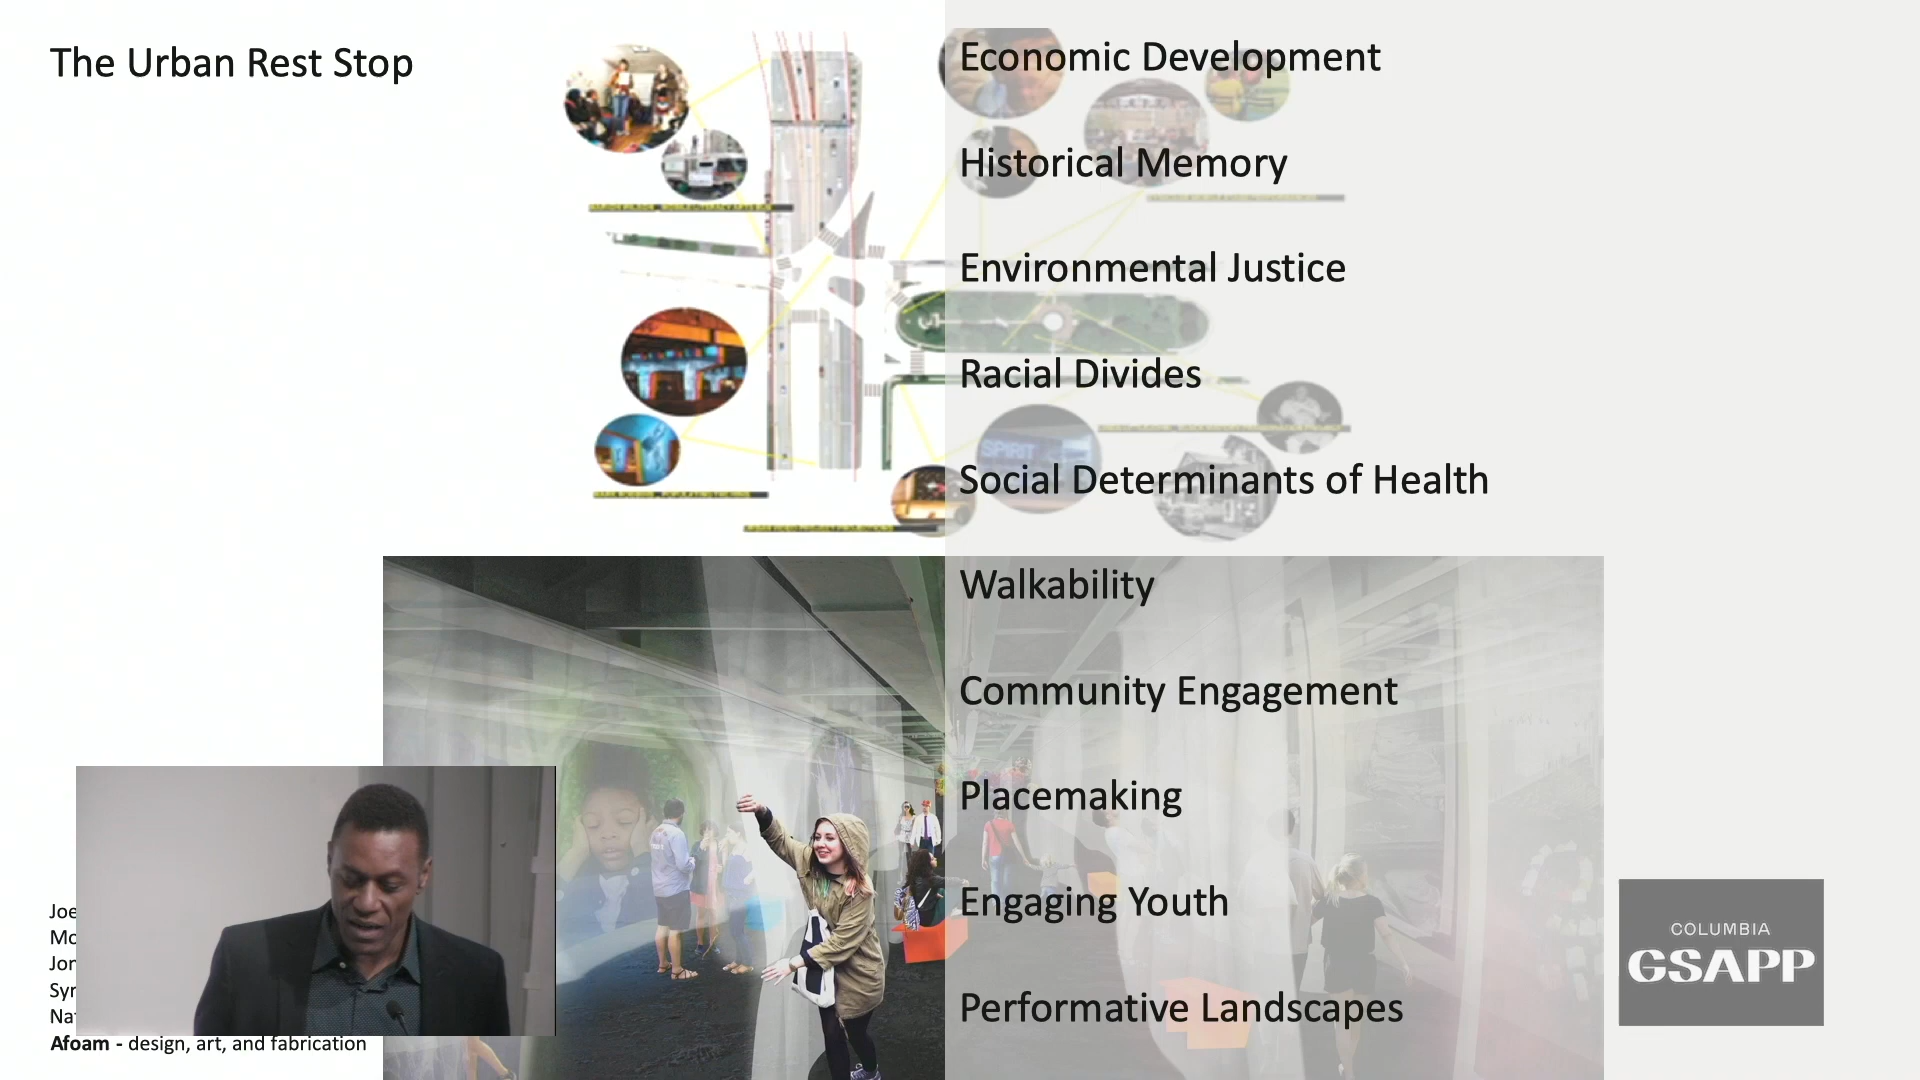 The Urban Rest Stop
Economic Development
Historical Memory
Environmental Justice
Racial Divides
SPIRIT
Social Determinants of Health
Walkability
Community Engagement
Placemaking
Engaging Youth
Performative Landscapes
Afoam - design, art, and fabrication
COLUMBIA
GSAPP